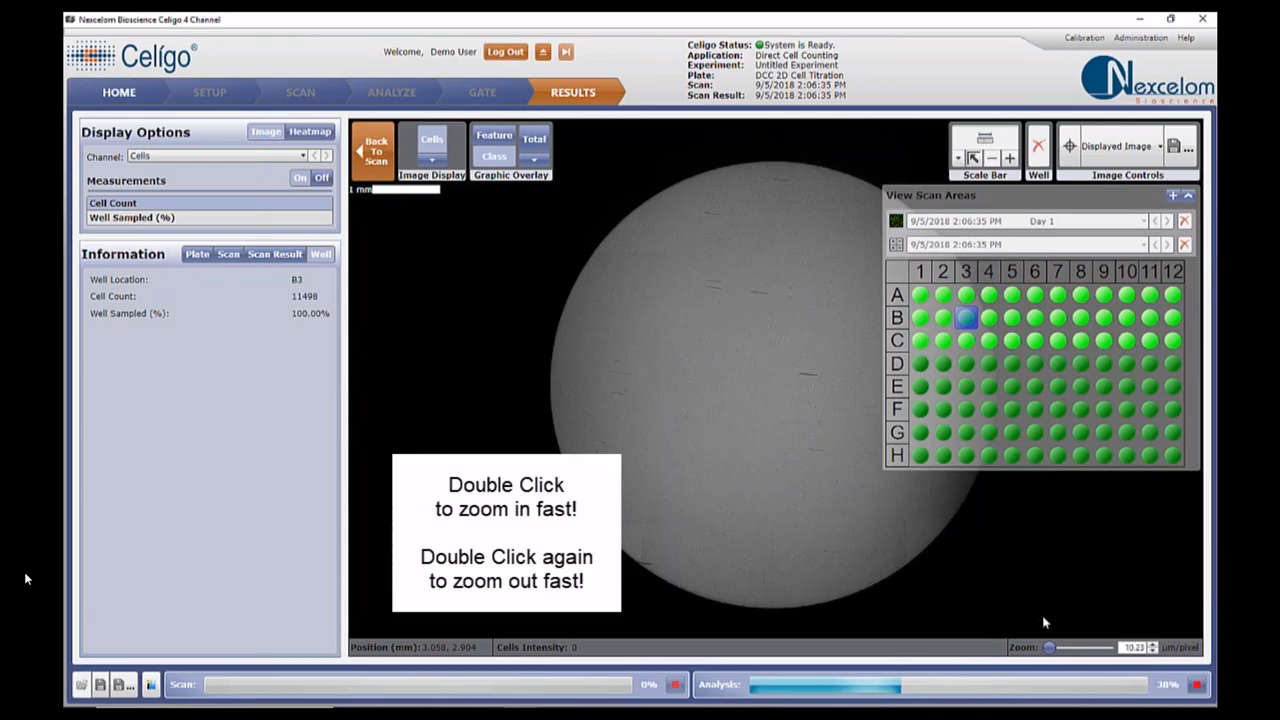 Nexcelom Bioscience Celigo 4 Channel
Celígo®
Welcome, Demo User Log Out
Celigo Status: System is Ready.
Application: Direct Cell Counting
Experiment: Untitled Experiment
Plate: DCC 2D Cell Titration
Scan: 9/5/2018 2:06:35 PM
Scan Result: 9/5/2018 2:06:35 PM
Calibration Administration Help
Nexcelom
Bioscience
HOME SETUP SCAN ANALYZE GATE RESULTS
Display Options Image Heatmap
Channel: Cells
Measurements On Off
Cell Count
Well Sampled (%)
Information Plate Scan Scan Result Well
Well Location: B3
Cell Count: 11498
Well Sampled (%): 100.00%
Back
To
Scan
Cells
Image Display
Feature Total
Class
Graphic Overlay
1 mm
Scale Bar
Well
Displayed Image ...
Image Controls
View Scan Areas
9/5/2018 2:06:35 PM Day 1
9/5/2018 2:06:35 PM
1 2 3 4 5 6 7 8 9 10 11 12
A
B
C
D
E
F
G
H
Double Click
to zoom in fast!
Double Click again
to zoom out fast!
Position (mm): 3.058, 2.904 Cells Intensity: 0 Zoom: 10.23 µm/pixel
Scan: 0% Analysis: 38%